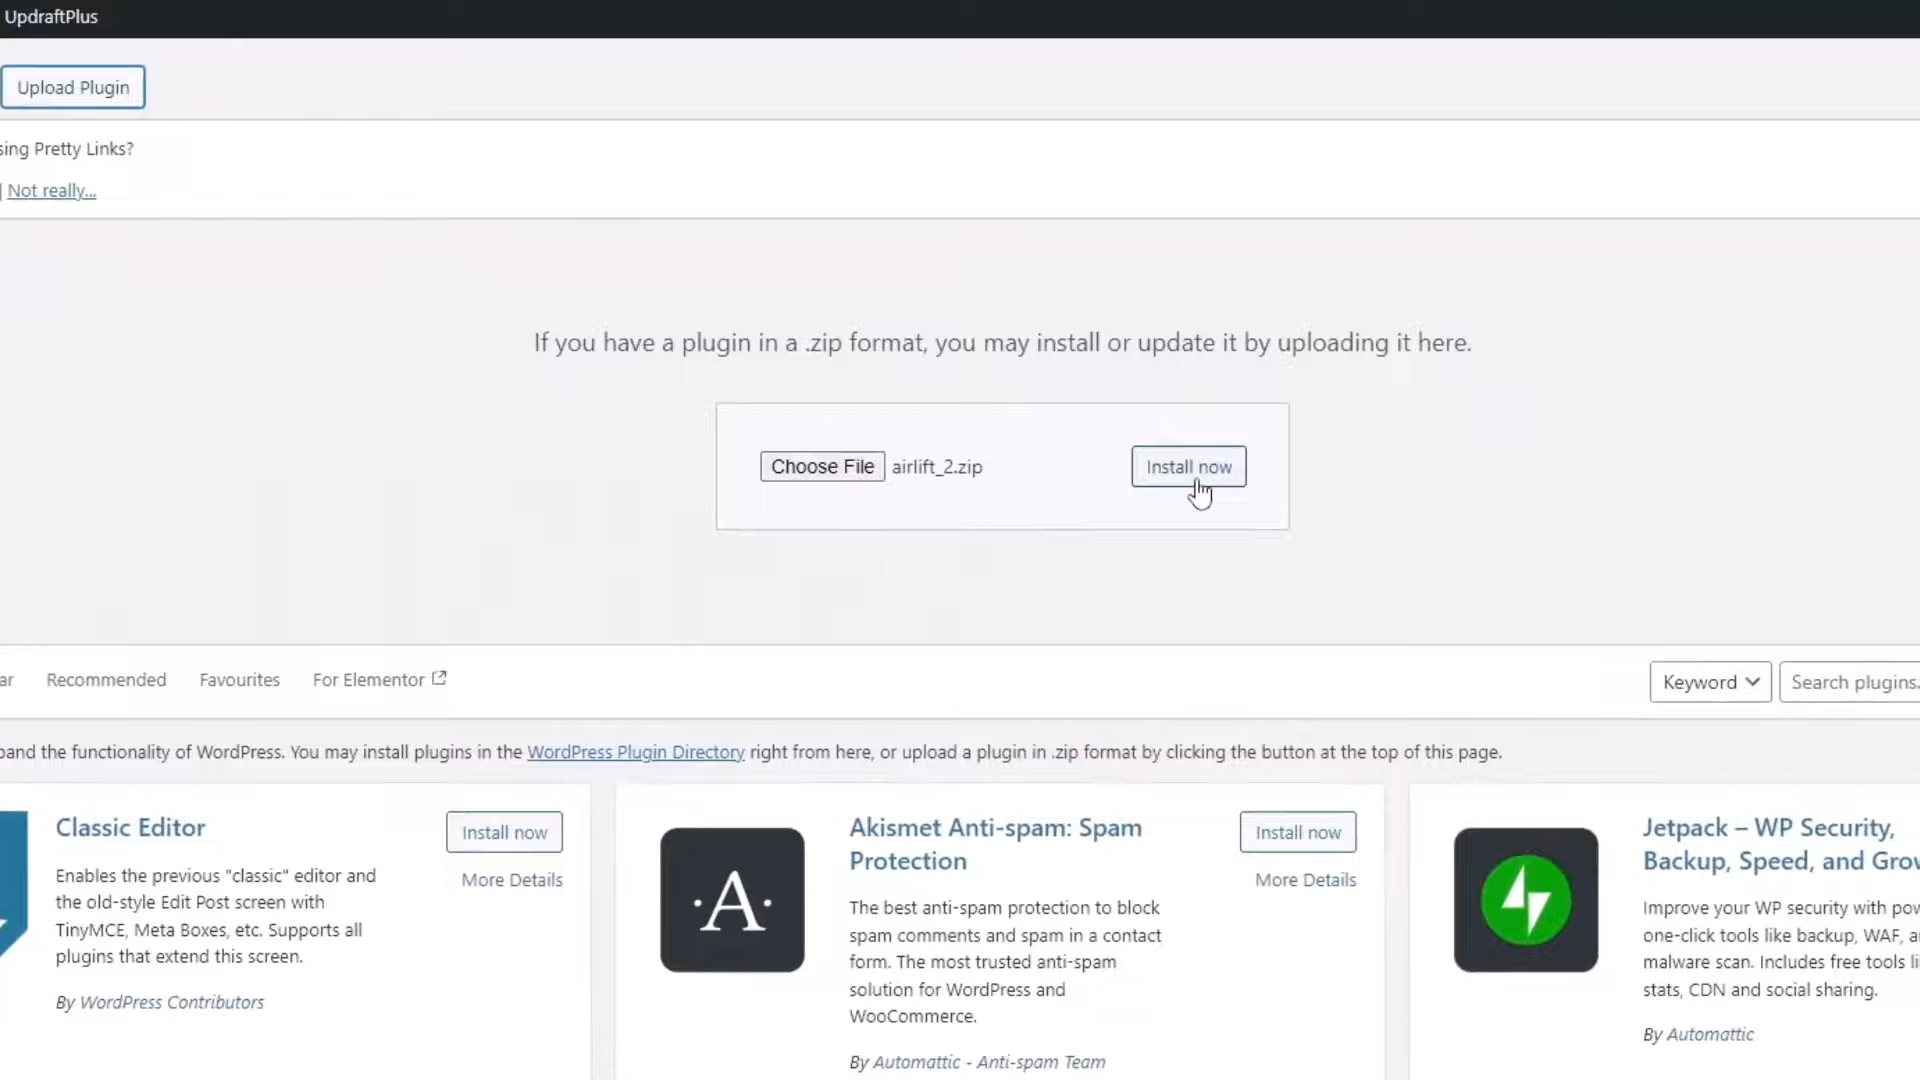 UpdraftPlus
Upload Plugin
sing Pretty Links?
| Not really...
If you have a plugin in a .zip format, you may install or update it by uploading it here.
Choose File airlift_2.zip Install now
ar Recommended Favourites For Elementor Keyword Search plugins.
pand the functionality of WordPress. You may install plugins in the WordPress Plugin Directory right from here, or upload a plugin in .zip format by clicking the button at the top of this page.
Classic Editor
Install now
More Details
Enables the previous "classic" editor and
the old-style Edit Post screen with
TinyMCE, Meta Boxes, etc. Supports all
plugins that extend this screen.
By WordPress Contributors
·A·
Akismet Anti-spam: Spam
Protection
Install now
More Details
The best anti-spam protection to block
spam comments and spam in a contact
form. The most trusted anti-spam
solution for WordPress and
WooCommerce.
By Automattic - Anti-spam Team
Jetpack – WP Security,
Backup, Speed, and Grow
Improve your WP security with pow
one-click tools like backup, WAF, a
malware scan. Includes free tools li
stats, CDN and social sharing.
By Automattic